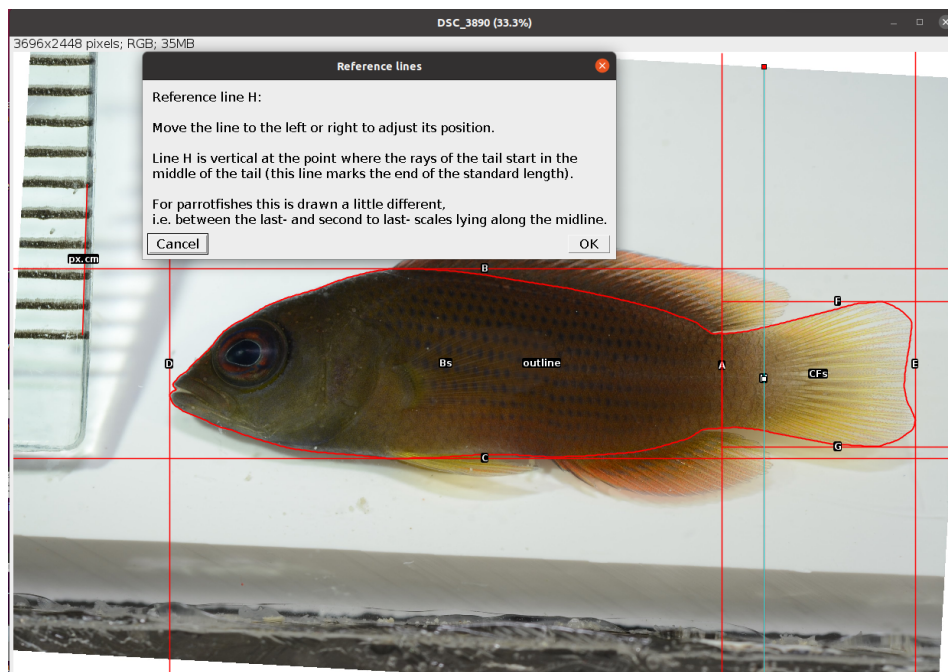 DSC_3890 (33.3%)
3696x2448 pixels; RGB; 35MB
Reference lines
Reference line H:
Move the line to the left or right to adjust its position.
Line H is vertical at the point where the rays of the tail start in the
middle of the tail (this line marks the end of the standard length).
For parrotfishes this is drawn a little different,
i.e. between the last- and second to last- scales lying along the midline.
Cancel
OK
px.cm
B
F
D
Bs
outline
A
CFs
E
G
C